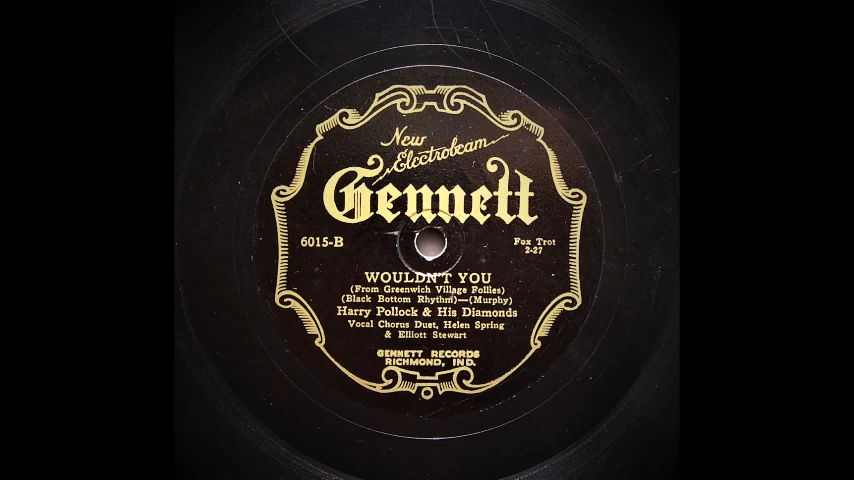 New
Electrobeam
Gennett
6015-B
Fox Trot
2-27
WOULDN'T YOU
(From Greenwich Village Follies)
(Black Bottom Rhythm)—(Murphy)
Harry Pollock & His Diamonds
Vocal Chorus Duet, Helen Spring
& Elliott Stewart
GENNETT RECORDS
RICHMOND, IND.